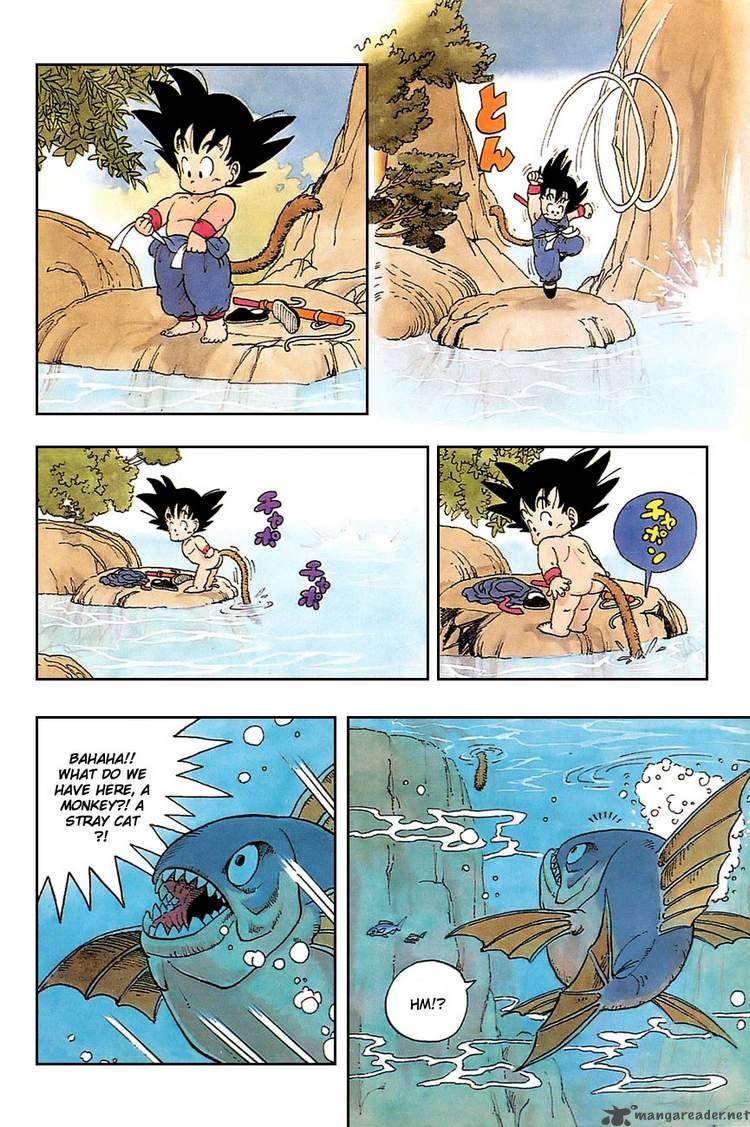 とん
チャポ
チャポ
チャポン
HM!?
BAHAHA!!
WHAT DO WE
HAVE HERE, A
MONKEY?! A
STRAY CAT
?!
mangareader.net